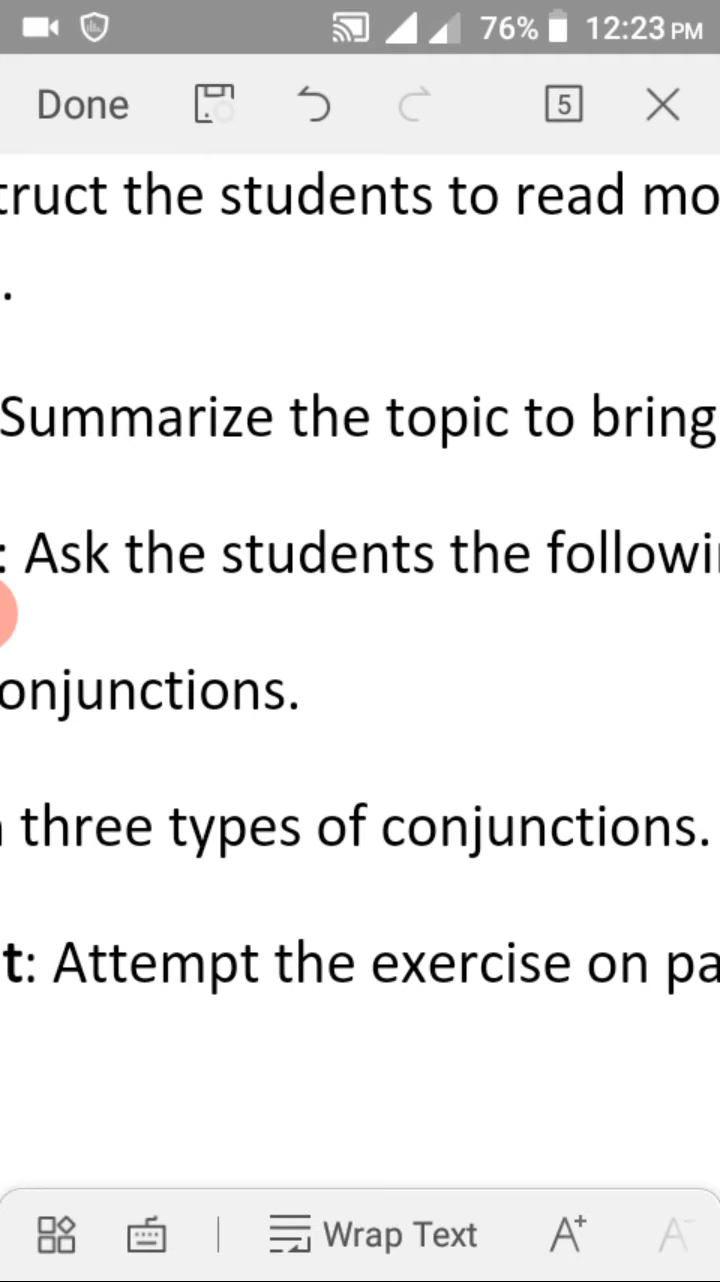 76% 12:23 PM
Done 5
truct the students to read mo
.
Summarize the topic to bring
: Ask the students the followi
onjunctions.
three types of conjunctions.
t: Attempt the exercise on pa
Wrap Text A+ A-